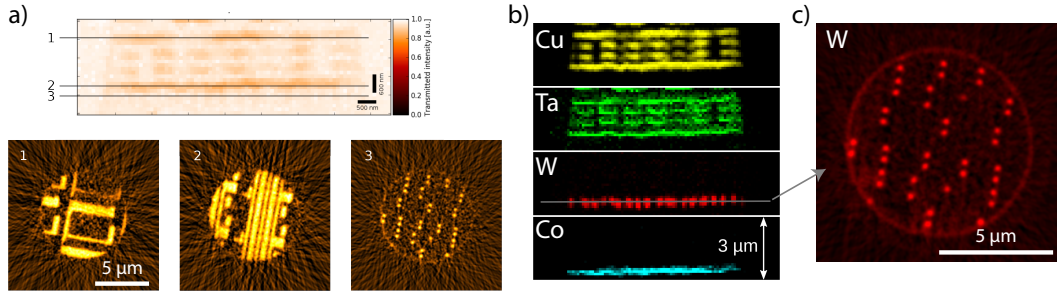 a)
1
2
3
600 nm
500 nm
1.0
0.8
0.6
0.4
0.2
0.0
Transmittetd intensity [a.u.]
1
5 µm
2
3
b)
Cu
Ta
W
Co
3 µm
c)
W
5 µm